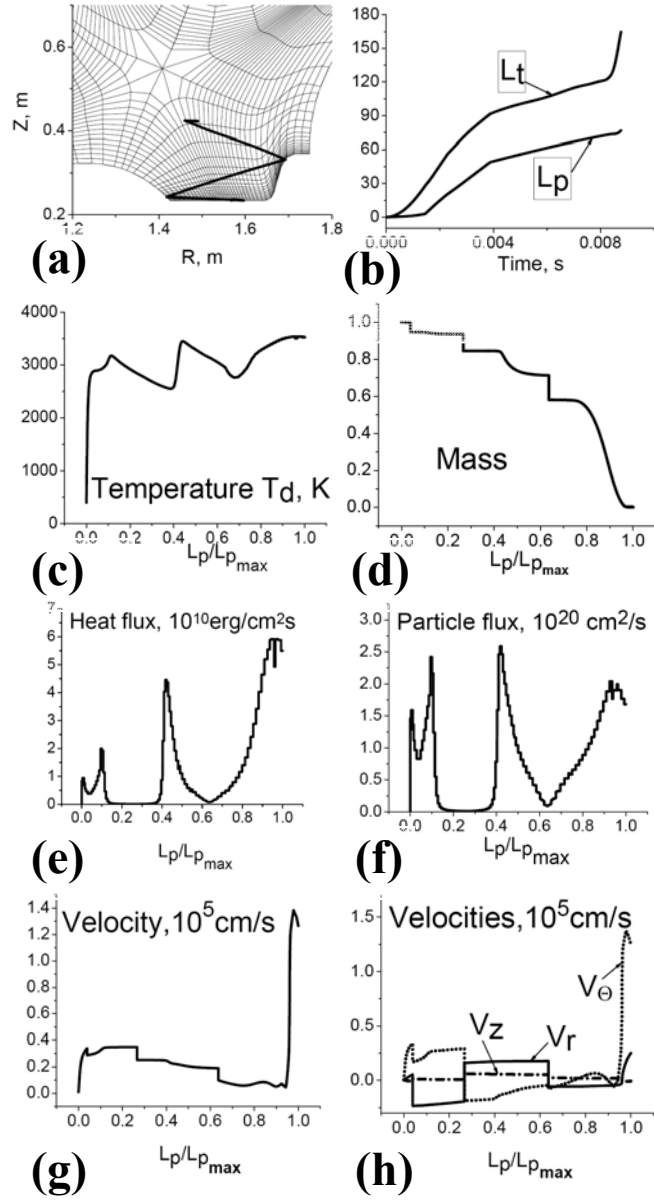 0.6
Z, m
0.4
0.2
1.2 1.4 1.6 1.8
R, m
(a)
180
150
120
90
60
30
0
Lt
Lp
0.000 0.004 0.008
Time, s
(b)
4000
3000
2000
1000
0
Temperature Td, K
0.0 0.2 0.4 0.6 0.8 1.0
Lp/Lpmax
(c)
1.0
0.8
0.6
0.4
0.2
0.0
Mass
0.0 0.2 0.4 0.6 0.8 1.0
Lp/Lpmax
(d)
7
6
5
4
3
2
1
0
Heat flux, 10¹⁰erg/cm²s
0.0 0.2 0.4 0.6 0.8 1.0
Lp/Lpmax
(e)
3.0
2.5
2.0
1.5
1.0
0.5
0.0
Particle flux, 10²⁰ cm²/s
0.0 0.2 0.4 0.6 0.8 1.0
Lp/Lpmax
(f)
1.4
1.2
1.0
0.8
0.6
0.4
0.2
0.0
Velocity,10⁵cm/s
0.0 0.2 0.4 0.6 0.8 1.0
Lp/Lpmax
(g)
1.5
1.0
0.5
0.0
Velocities,10⁵cm/s
VΘ
Vz Vr
0.0 0.2 0.4 0.6 0.8 1.0
Lp/Lpmax
(h)